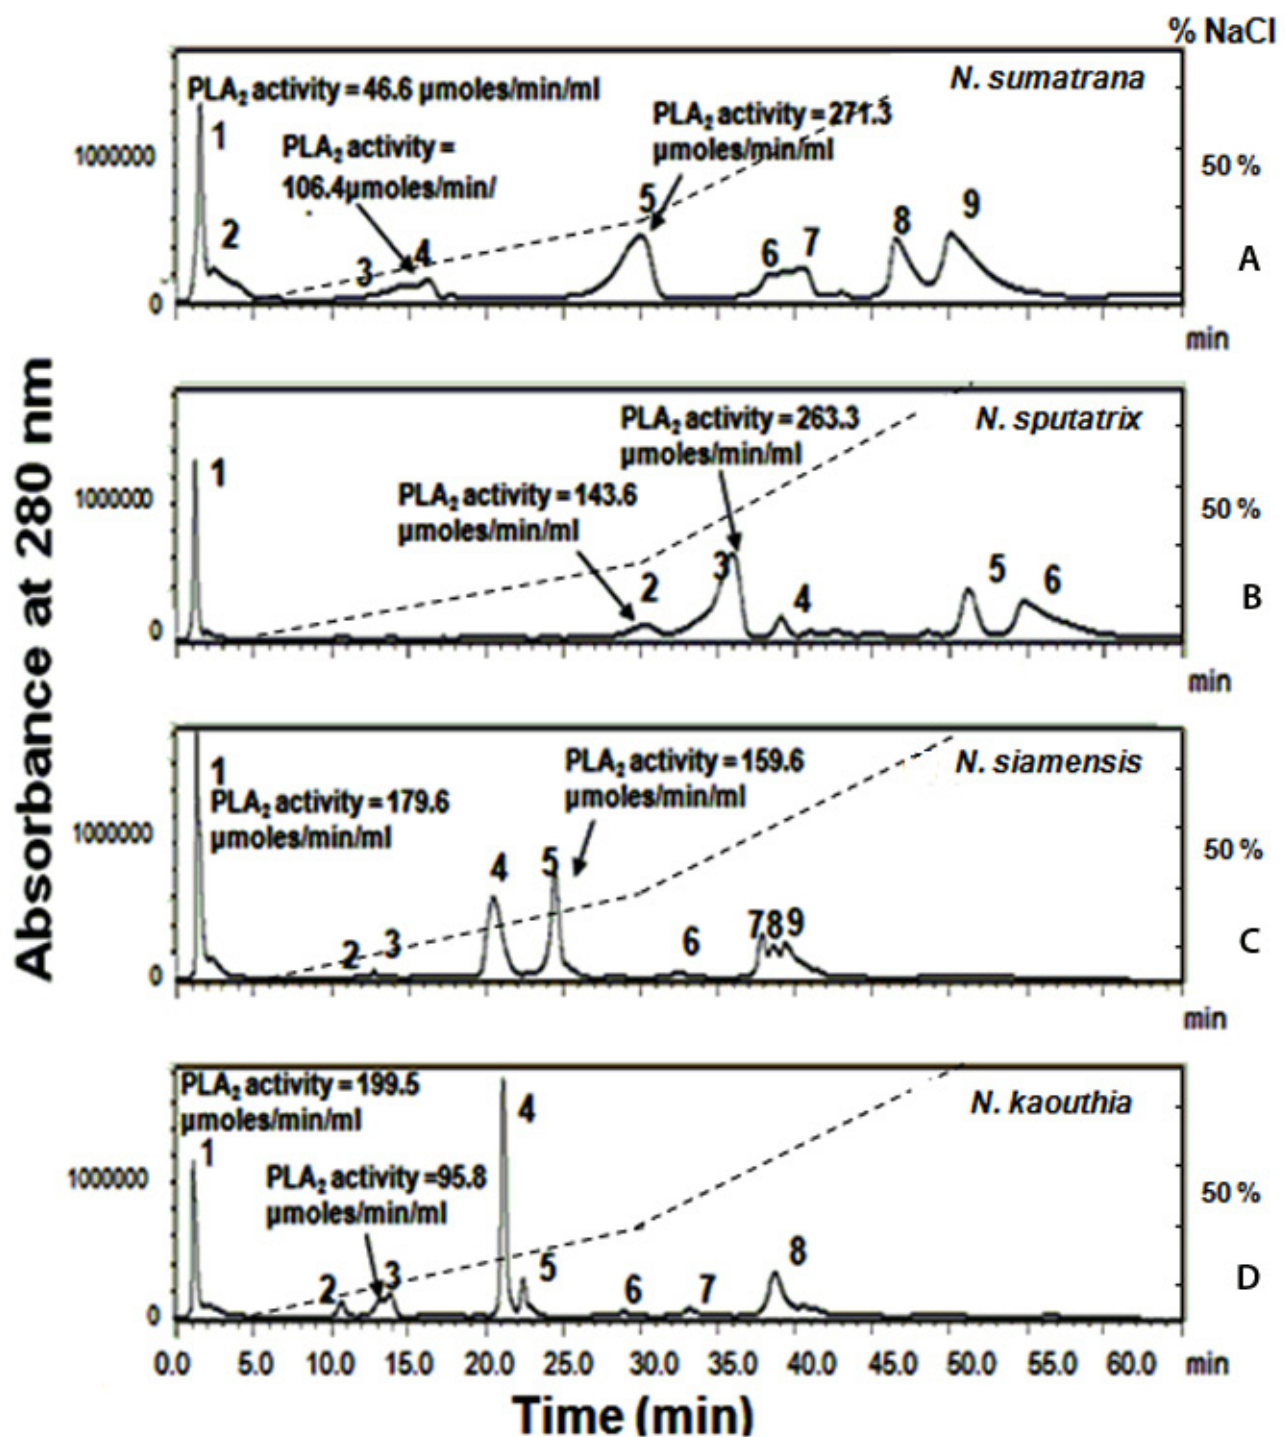 % NaCl
PLA₂ activity = 46.6 µmoles/min/ml
N. sumatrana
PLA₂ activity = 271.3
µmoles/min/ml
1
PLA₂ activity =
106.4µmoles/min/
1000000
50 %
5
2
3
4
6
7
8
9
0
A
min
Absorbance at 280 nm
PLA₂ activity = 263.3
µmoles/min/ml
N. sputatrix
1
PLA₂ activity = 143.6
µmoles/min/ml
1000000
50 %
2
3
4
5
6
0
B
min
PLA₂ activity = 159.6
µmoles/min/ml
N. siamensis
1
PLA₂ activity = 179.6
µmoles/min/ml
1000000
50 %
2
3
4
5
6
7
8
9
0
C
min
PLA₂ activity = 199.5
µmoles/min/ml
N. kaouthia
1
PLA₂ activity =95.8
µmoles/min/ml
1000000
50 %
2
3
4
5
6
7
8
0
D
0.0 5.0 10.0 15.0 20.0 25.0 30.0 35.0 40.0 45.0 50.0 55.0 60.0 min
Time (min)